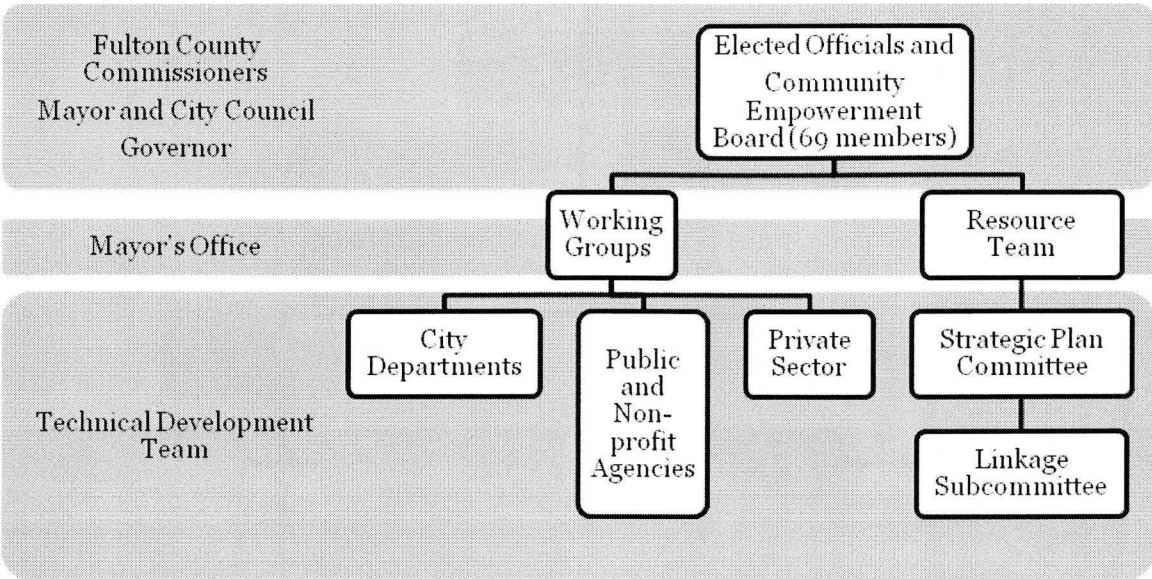 Fulton County
Commissioners
Mayor and City Council
Governor
Elected Officials and
Community
Empowerment
Board (69 members)
Mayor's Office
Working
Groups
Resource
Team
Technical Development
Team
City
Departments
Public
and
Non-
profit
Agencies
Private
Sector
Strategic Plan
Committee
Linkage
Subcommittee